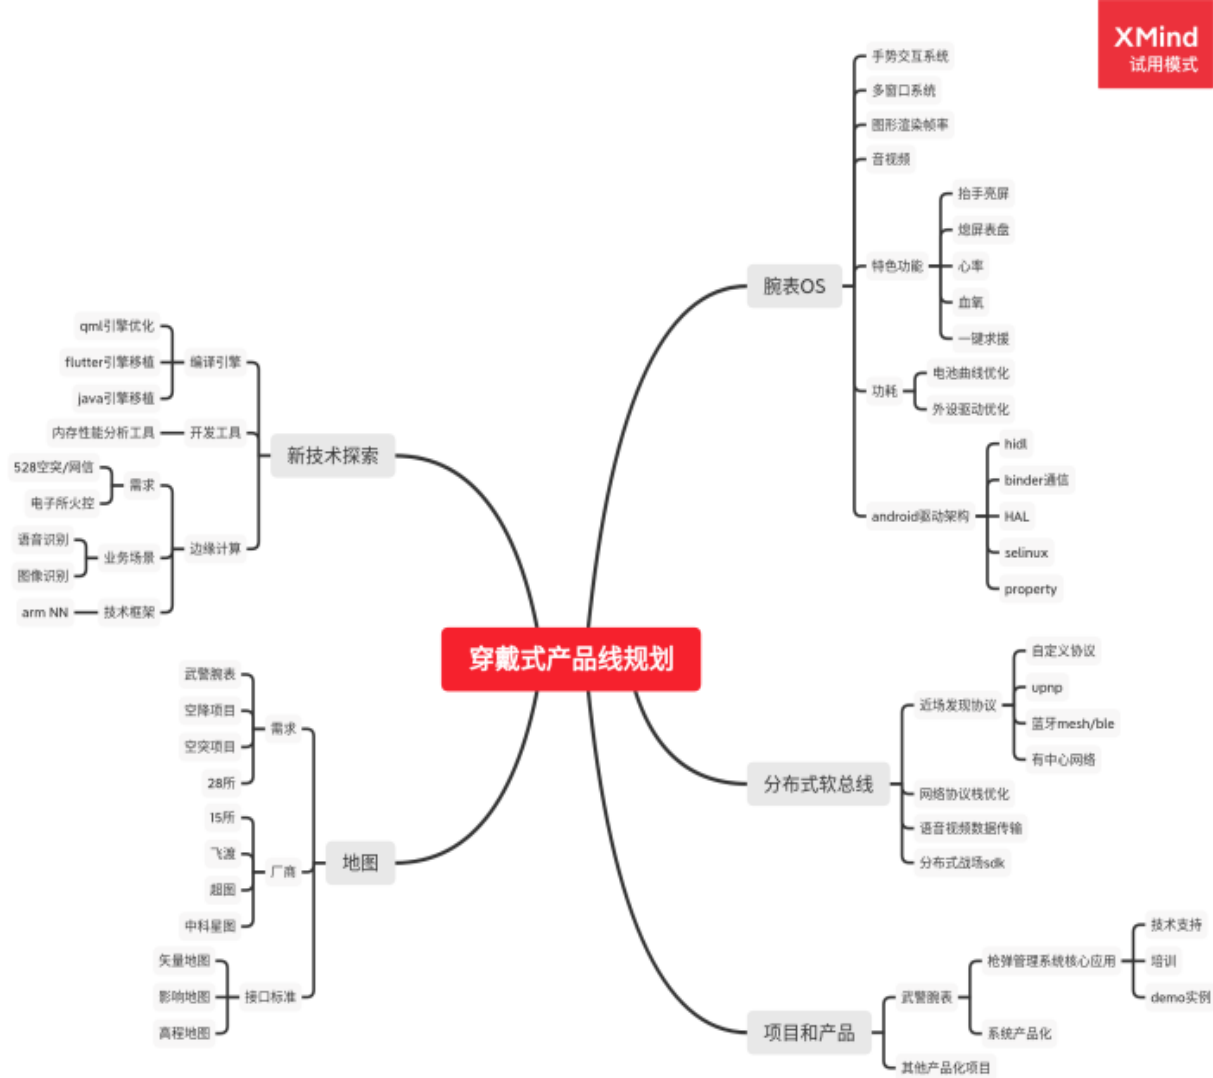 XMind
试用模式
穿戴式产品线规划
腕表OS
手势交互系统
多窗口系统
图形渲染帧率
音视频
特色功能
抬手亮屏
熄屏表盘
心率
血氧
一键求援
功耗
电池曲线优化
外设驱动优化
android驱动架构
hidl
binder通信
HAL
selinux
property
分布式软总线
近场发现协议
自定义协议
upnp
蓝牙mesh/ble
有中心网络
网络协议栈优化
语音视频数据传输
分布式战场sdk
项目和产品
武警腕表
枪弹管理系统核心应用
技术支持
培训
demo实例
系统产品化
其他产品化项目
新技术探索
编译引擎
qml引擎优化
flutter引擎移植
java引擎移植
开发工具
内存性能分析工具
边缘计算
需求
528空突/网信
电子所火控
业务场景
语音识别
图像识别
技术框架
arm NN
地图
需求
武警腕表
空降项目
空突项目
28所
厂商
15所
飞渡
超图
中科星图
接口标准
矢量地图
影响地图
高程地图